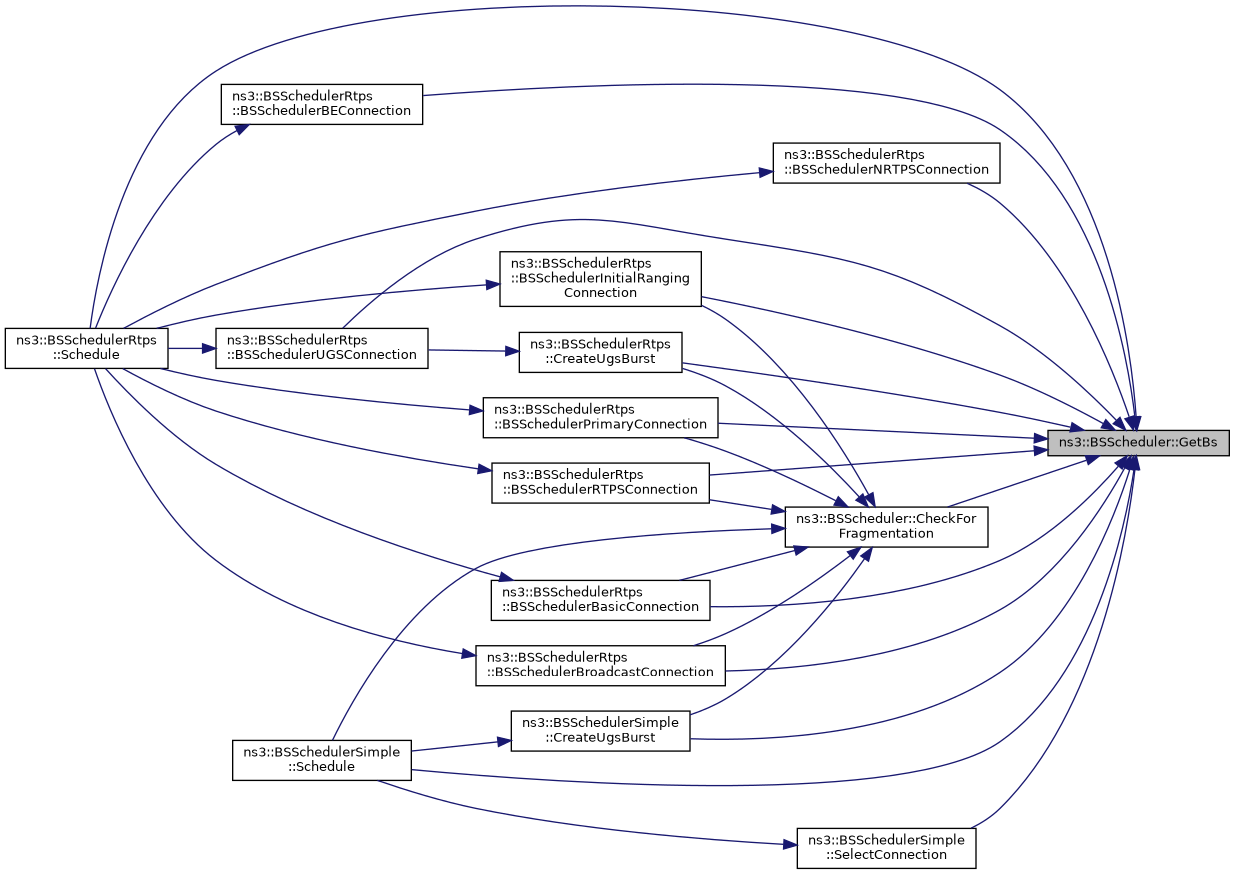 ns3::BSSchedulerRtps
::BSSchedulerBEConnection
ns3::BSSchedulerRtps
::BSSchedulerNRTPSConnection
ns3::BSSchedulerRtps
::BSSchedulerInitialRanging
Connection
ns3::BSSchedulerRtps
::Schedule
ns3::BSSchedulerRtps
::BSSchedulerUGSConnection
ns3::BSSchedulerRtps
::CreateUgsBurst
ns3::BSSchedulerRtps
::BSSchedulerPrimaryConnection
ns3::BSScheduler::GetBs
ns3::BSSchedulerRtps
::BSSchedulerRTPSConnection
ns3::BSScheduler::CheckFor
Fragmentation
ns3::BSSchedulerRtps
::BSSchedulerBasicConnection
ns3::BSSchedulerRtps
::BSSchedulerBroadcastConnection
ns3::BSSchedulerSimple
::CreateUgsBurst
ns3::BSSchedulerSimple
::Schedule
ns3::BSSchedulerSimple
::SelectConnection